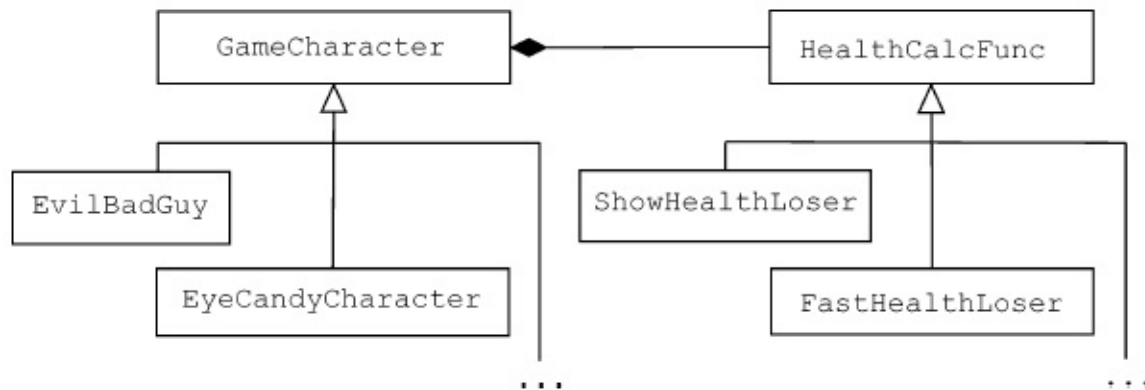 GameCharacter
HealthCalcFunc
EvilBadGuy
ShowHealthLoser
EyeCandyCharacter
FastHealthLoser
...
...